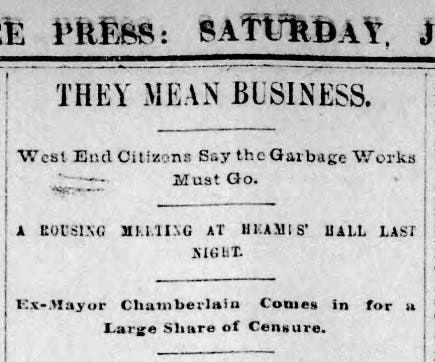 E PRESS: SATURDAY, J
THEY MEAN BUSINESS.
West End Citizens Say the Garbage Works
Must Go.
A ROUSING MEETING AT BEAMIS' HALL LAST
NIGHT.
Ex-Mayor Chamberlain Comes in for a
Large Share of Censure.